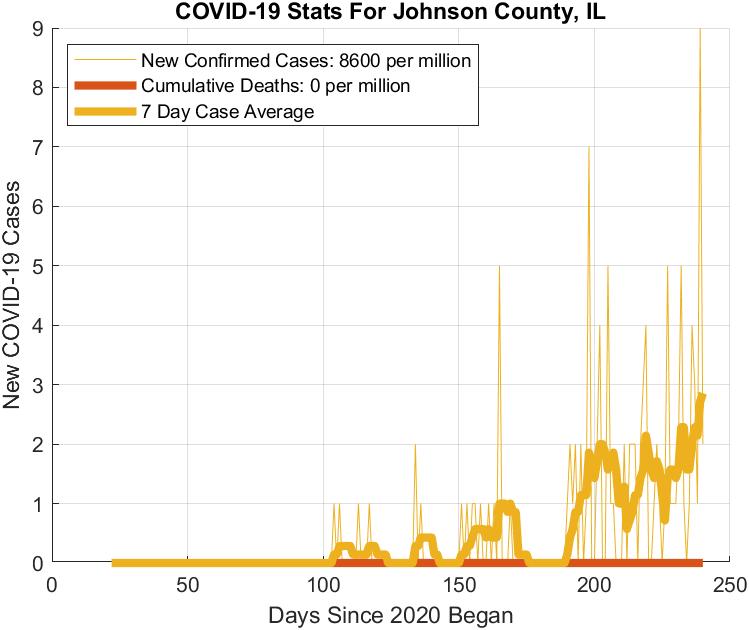 COVID-19 Stats For Johnson County, IL
New Confirmed Cases: 8600 per million
Cumulative Deaths: 0 per million
7 Day Case Average
New COVID-19 Cases
9
8
7
6
5
4
3
2
1
0
0 50 100 150 200 250
Days Since 2020 Began